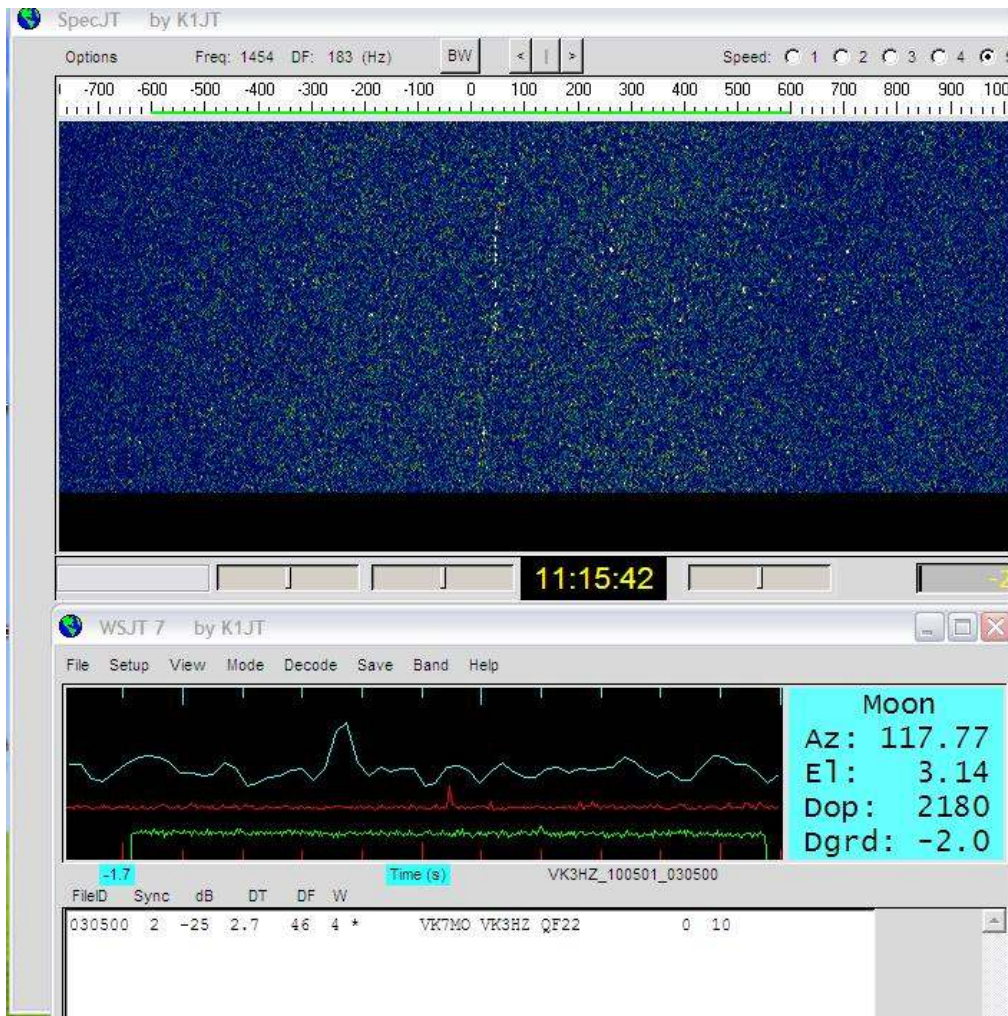 SpecJT by K1JT
Options Freq: 1454 DF: 183 (Hz) BW < | > Speed: 1 2 3 4 5
-700 -600 -500 -400 -300 -200 -100 0 100 200 300 400 500 600 700 800 900 100
11:15:42
WSJT 7 by K1JT
File Setup View Mode Decode Save Band Help
Moon
Az: 117.77
El: 3.14
Dop: 2180
Dgrd: -2.0
-1.7 Time (s) VK3HZ_100501_030500
FileID Sync dB DT DF W
030500 2 -25 2.7 46 4 * VK7MO VK3HZ QF22 0 10